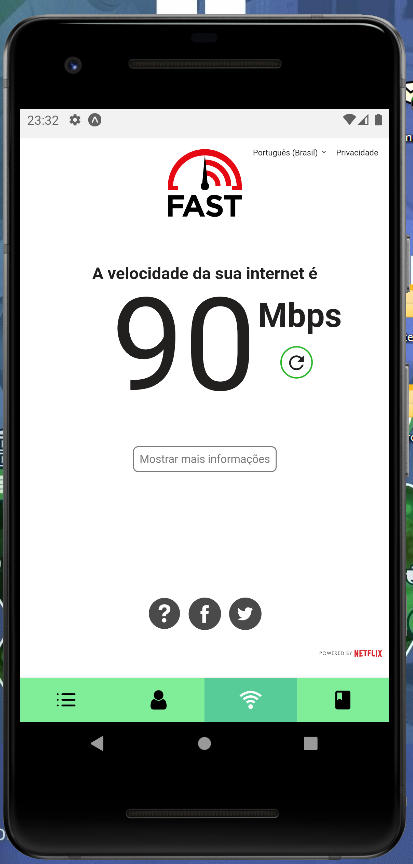 23:32
Português (Brasil) Privacidade
FAST
A velocidade da sua internet é
90 Mbps
Mostrar mais informações
?
POWERED BY NETFLIX